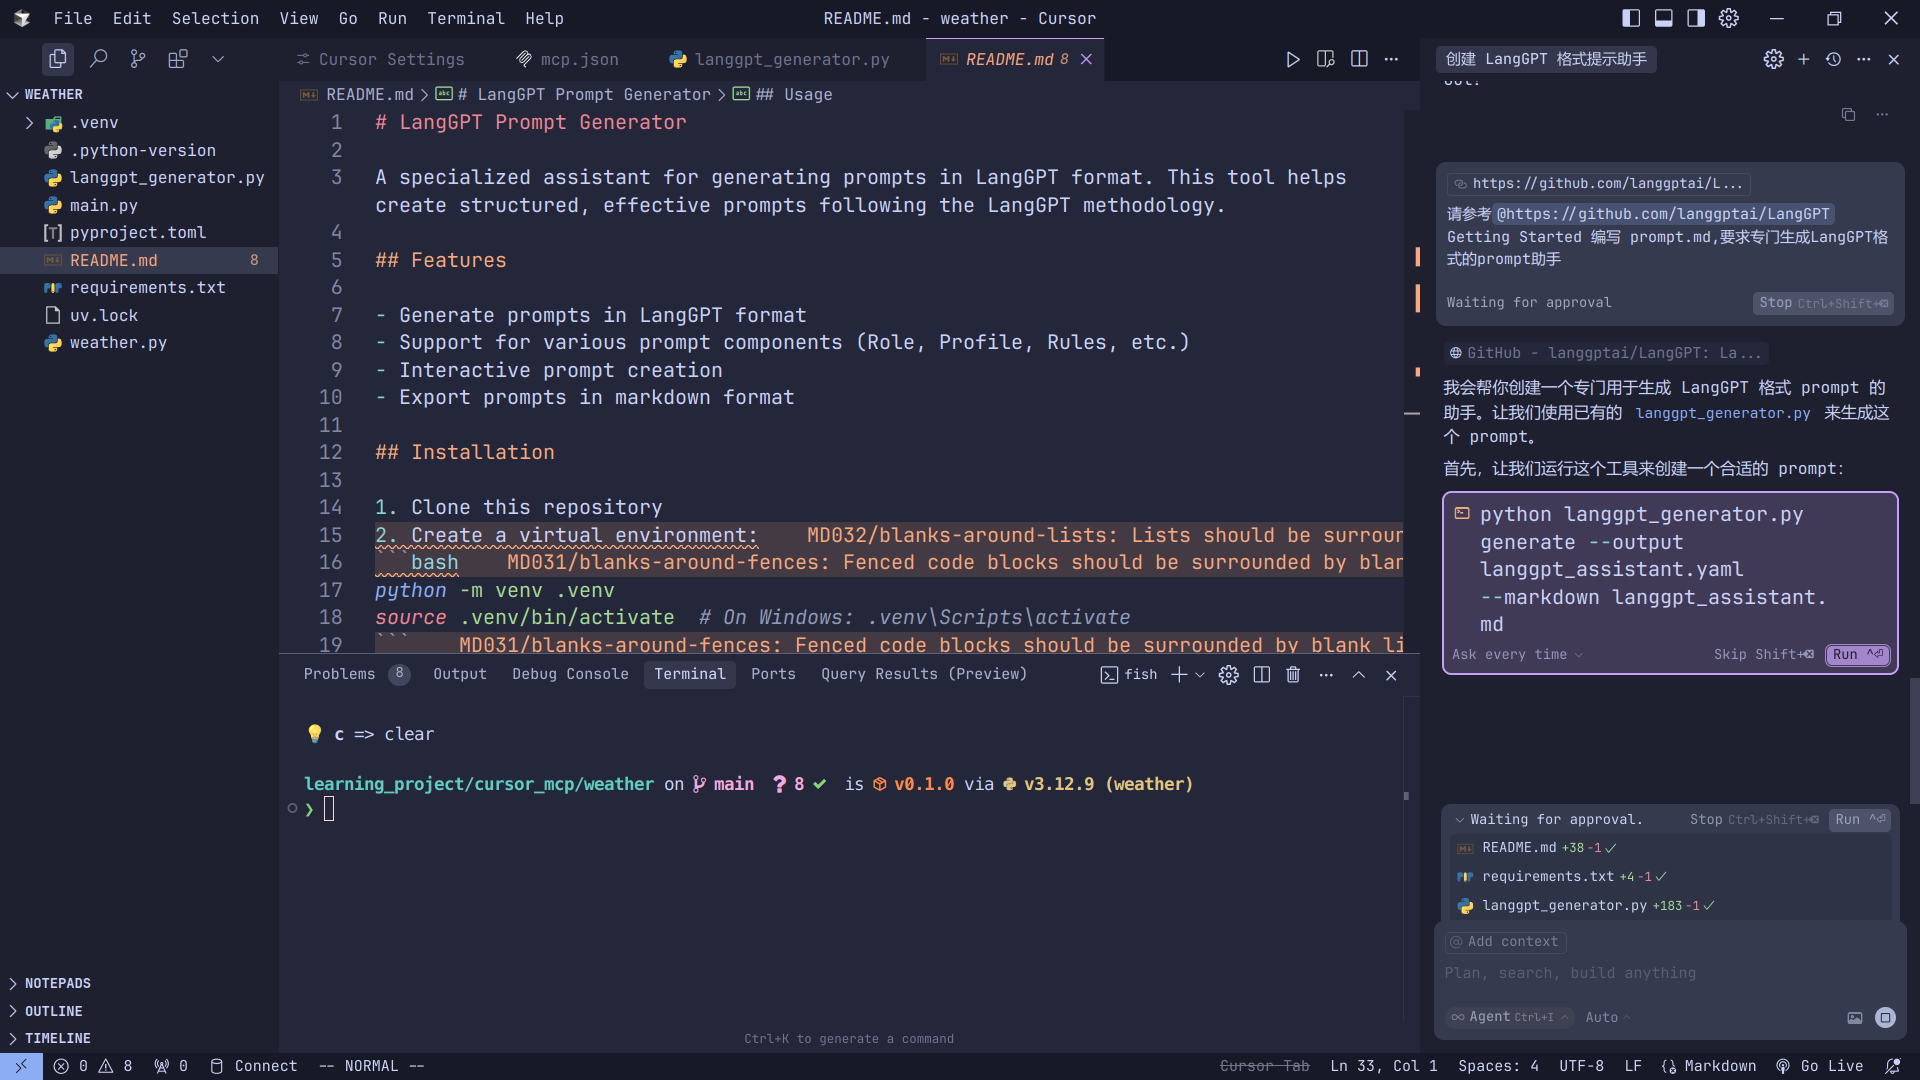 File Edit Selection View Go Run Terminal Help
README.md - weather - Cursor
Cursor Settings
mcp.json
langgpt_generator.py
README.md 8
创建 LangGPT 格式提示助手
WEATHER
.venv
.python-version
langgpt_generator.py
main.py
pyproject.toml
README.md 8
requirements.txt
uv.lock
weather.py
NOTEPADS
OUTLINE
TIMELINE
README.md > # LangGPT Prompt Generator > ## Usage
1 # LangGPT Prompt Generator
2
3 A specialized assistant for generating prompts in LangGPT format. This tool helps
create structured, effective prompts following the LangGPT methodology.
4
5 ## Features
6
7 - Generate prompts in LangGPT format
8 - Support for various prompt components (Role, Profile, Rules, etc.)
9 - Interactive prompt creation
10 - Export prompts in markdown format
11
12 ## Installation
13
14 1. Clone this repository
15 2. Create a virtual environment: MD032/blanks-around-lists: Lists should be surroun
16 ```bash MD031/blanks-around-fences: Fenced code blocks should be surrounded by blan
17 python -m venv .venv
18 source .venv/bin/activate # On Windows: .venv\Scripts\activate
19 ``` MD031/blanks-around-fences: Fenced code blocks should be surrounded by blank li
Problems 8 Output Debug Console Terminal Ports Query Results (Preview)
fish
c => clear
learning_project/cursor_mcp/weather on main ? 8 ✓ is v0.1.0 via v3.12.9 (weather)
❯
Ctrl+K to generate a command
https://github.com/langgptai/L...
请参考 @https://github.com/langgptai/LangGPT
Getting Started 编写 prompt.md,要求专门生成LangGPT格
式的prompt助手
Waiting for approval Stop Ctrl+Shift+⌫
GitHub - langgptai/LangGPT: La...
我会帮你创建一个专门用于生成 LangGPT 格式 prompt 的
助手。让我们使用已有的 langgpt_generator.py 来生成这
个 prompt。
首先，让我们运行这个工具来创建一个合适的 prompt：
python langgpt_generator.py
generate --output
langgpt_assistant.yaml
--markdown langgpt_assistant.
md
Ask every time Skip Shift+⌫ Run ^⏎
Waiting for approval. Stop Ctrl+Shift+⌫ Run ^⏎
README.md +38 -1 ✓
requirements.txt +4 -1 ✓
langgpt_generator.py +183 -1 ✓
@ Add context
Plan, search, build anything
∞ Agent Ctrl+I Auto
0 8 0 Connect -- NORMAL --
Cursor Tab Ln 33, Col 1 Spaces: 4 UTF-8 LF Markdown Go Live